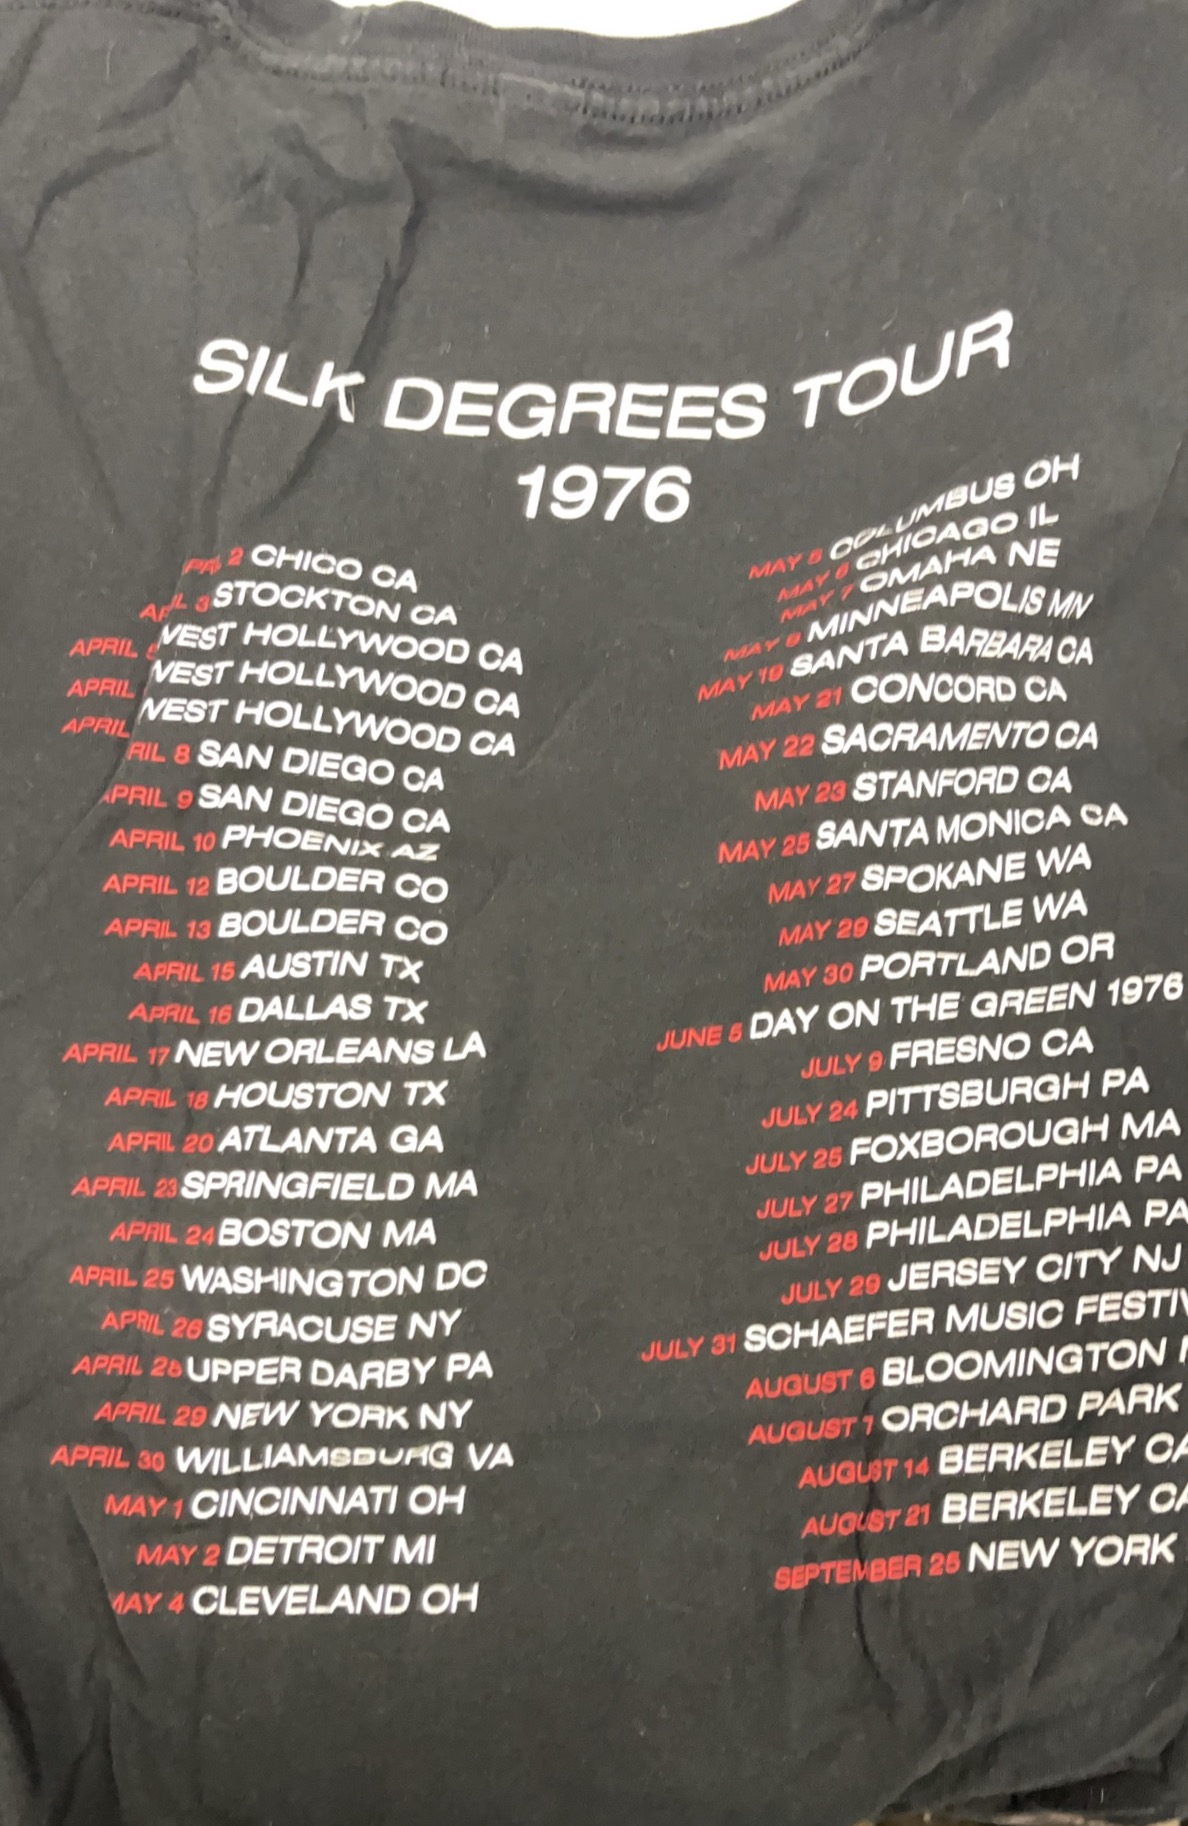 SILK DEGREES TOUR
1976
2 CHICO CA
3 STOCKTON CA
APRIL WEST HOLLYWOOD CA
APRIL WEST HOLLYWOOD CA
APRIL WEST HOLLYWOOD CA
APRIL 8 SAN DIEGO CA
APRIL 9 SAN DIEGO CA
APRIL 10 PHOENIX AZ
APRIL 12 BOULDER CO
APRIL 13 BOULDER CO
APRIL 15 AUSTIN TX
APRIL 16 DALLAS TX
APRIL 17 NEW ORLEANS LA
APRIL 18 HOUSTON TX
APRIL 20 ATLANTA GA
APRIL 23 SPRINGFIELD MA
APRIL 24 BOSTON MA
APRIL 25 WASHINGTON DC
APRIL 26 SYRACUSE NY
APRIL 28 UPPER DARBY PA
APRIL 29 NEW YORK NY
APRIL 30 WILLIAMSBURG VA
MAY 1 CINCINNATI OH
MAY 2 DETROIT MI
MAY 4 CLEVELAND OH
MAY 5 COLUMBUS OH
MAY 6 CHICAGO IL
MAY 7 OMAHA NE
MAY MINNEAPOLIS MN
MAY 19 SANTA BARBARA CA
MAY 21 CONCORD CA
MAY 22 SACRAMENTO CA
MAY 23 STANFORD CA
MAY 25 SANTA MONICA CA
MAY 27 SPOKANE WA
MAY 29 SEATTLE WA
MAY 30 PORTLAND OR
JUNE 5 DAY ON THE GREEN 1976
JULY 9 FRESNO CA
JULY 24 PITTSBURGH PA
JULY 25 FOXBOROUGH MA
JULY 27 PHILADELPHIA PA
JULY 28 PHILADELPHIA PA
JULY 29 JERSEY CITY NJ
JULY 31 SCHAEFER MUSIC FESTIV
AUGUST 6 BLOOMINGTON
AUGUST 7 ORCHARD PARK
AUGUST 14 BERKELEY CA
AUGUST 21 BERKELEY CA
SEPTEMBER 25 NEW YORK